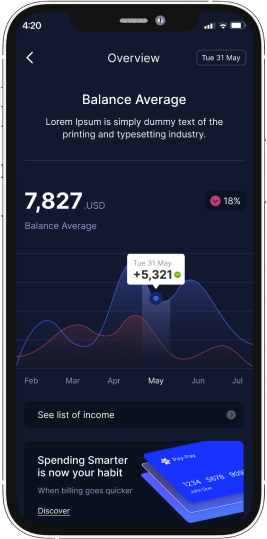 4:20
Overview
Tue 31 May
Balance Average
Lorem Ipsum is simply dummy text of the
printing and typesetting industry.
7,827.USD
18%
Balance Average
Tue 31 May
+5,321
Feb Mar Apr May Jun Jul
See list of income
Spending Smarter
is now your habit
When billing goes quicker
Discover
Pay-Pay
1234 5678 909
John Due